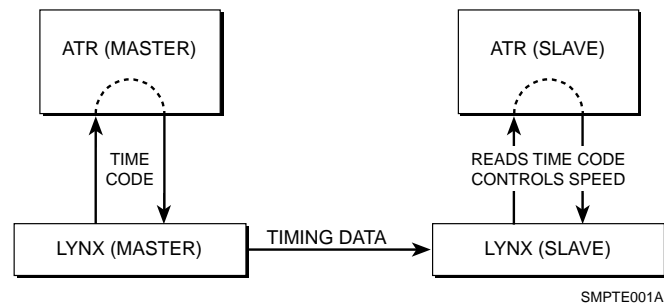 ATR (MASTER)
ATR (SLAVE)
TIME
CODE
READS TIME CODE
CONTROLS SPEED
LYNX (MASTER)
TIMING DATA
LYNX (SLAVE)
SMPTE001A